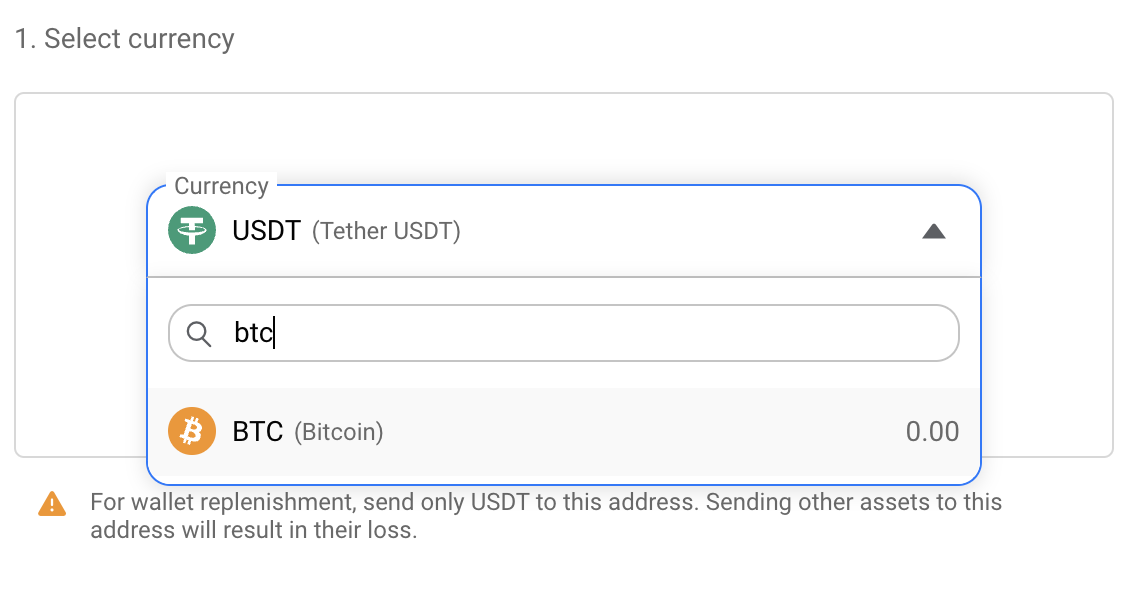 1. Select currency
Currency
USDT (Tether USDT)
btc
BTC (Bitcoin) 0.00
For wallet replenishment, send only USDT to this address. Sending other assets to this
address will result in their loss.